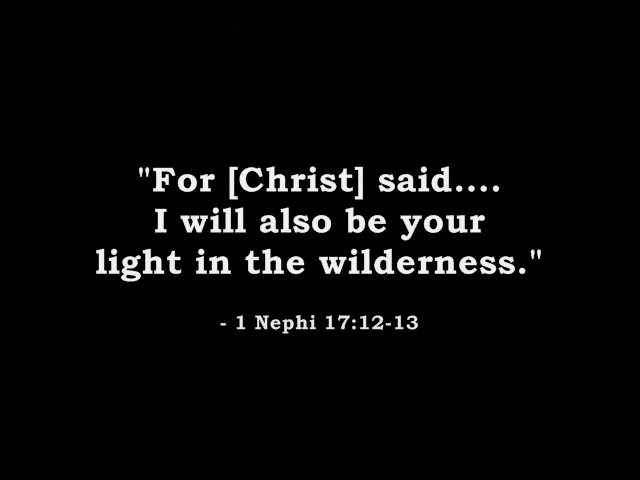 "For [Christ] said....
I will also be your
light in the wilderness."
- 1 Nephi 17:12-13